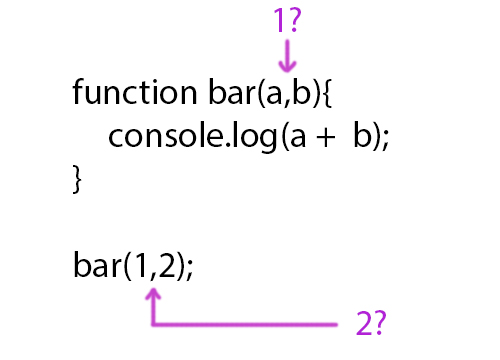 1?
function bar(a,b){
console.log(a + b);
}
bar(1,2);
2?